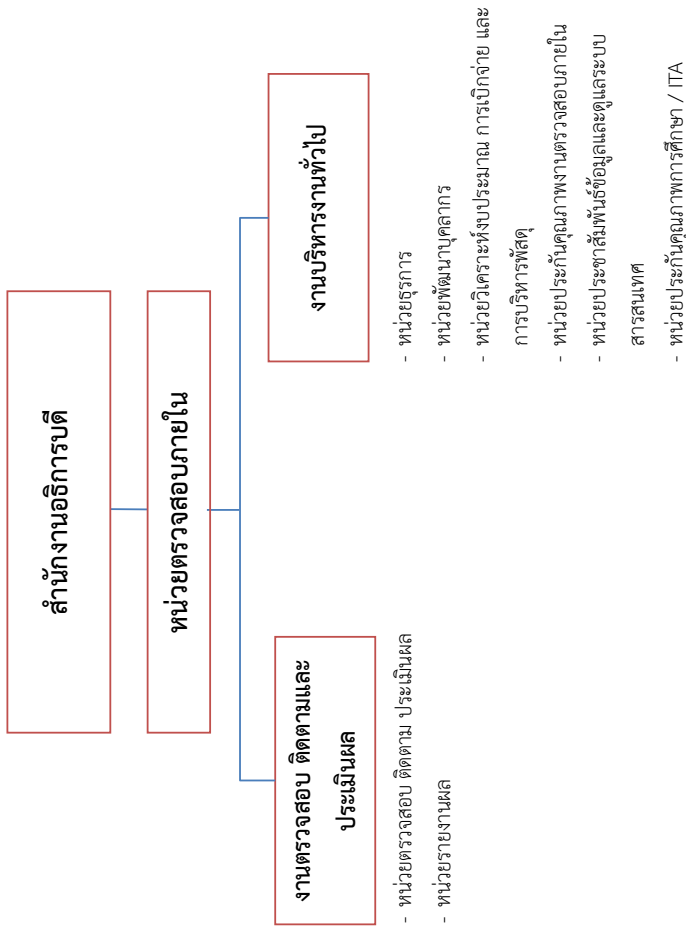 สำนักงานอธิการบดี
หน่วยตรวจสอบภายใน
งานตรวจสอบ ติดตามและ
ประเมินผล
- หน่วยตรวจสอบ ติดตาม ประเมินผล
- หน่วยรายงานผล
งานบริหารงานทั่วไป
- หน่วยธุรการ
- หน่วยพัฒนาบุคลากร
- หน่วยวิเคราะห์งบประมาณ การเบิกจ่าย และ
การบริหารพัสดุ
- หน่วยประกันคุณภาพงานตรวจสอบภายใน
- หน่วยประชาสัมพันธ์ข้อมูลและดูแลระบบ
สารสนเทศ
- หน่วยประกันคุณภาพการศึกษา / ITA